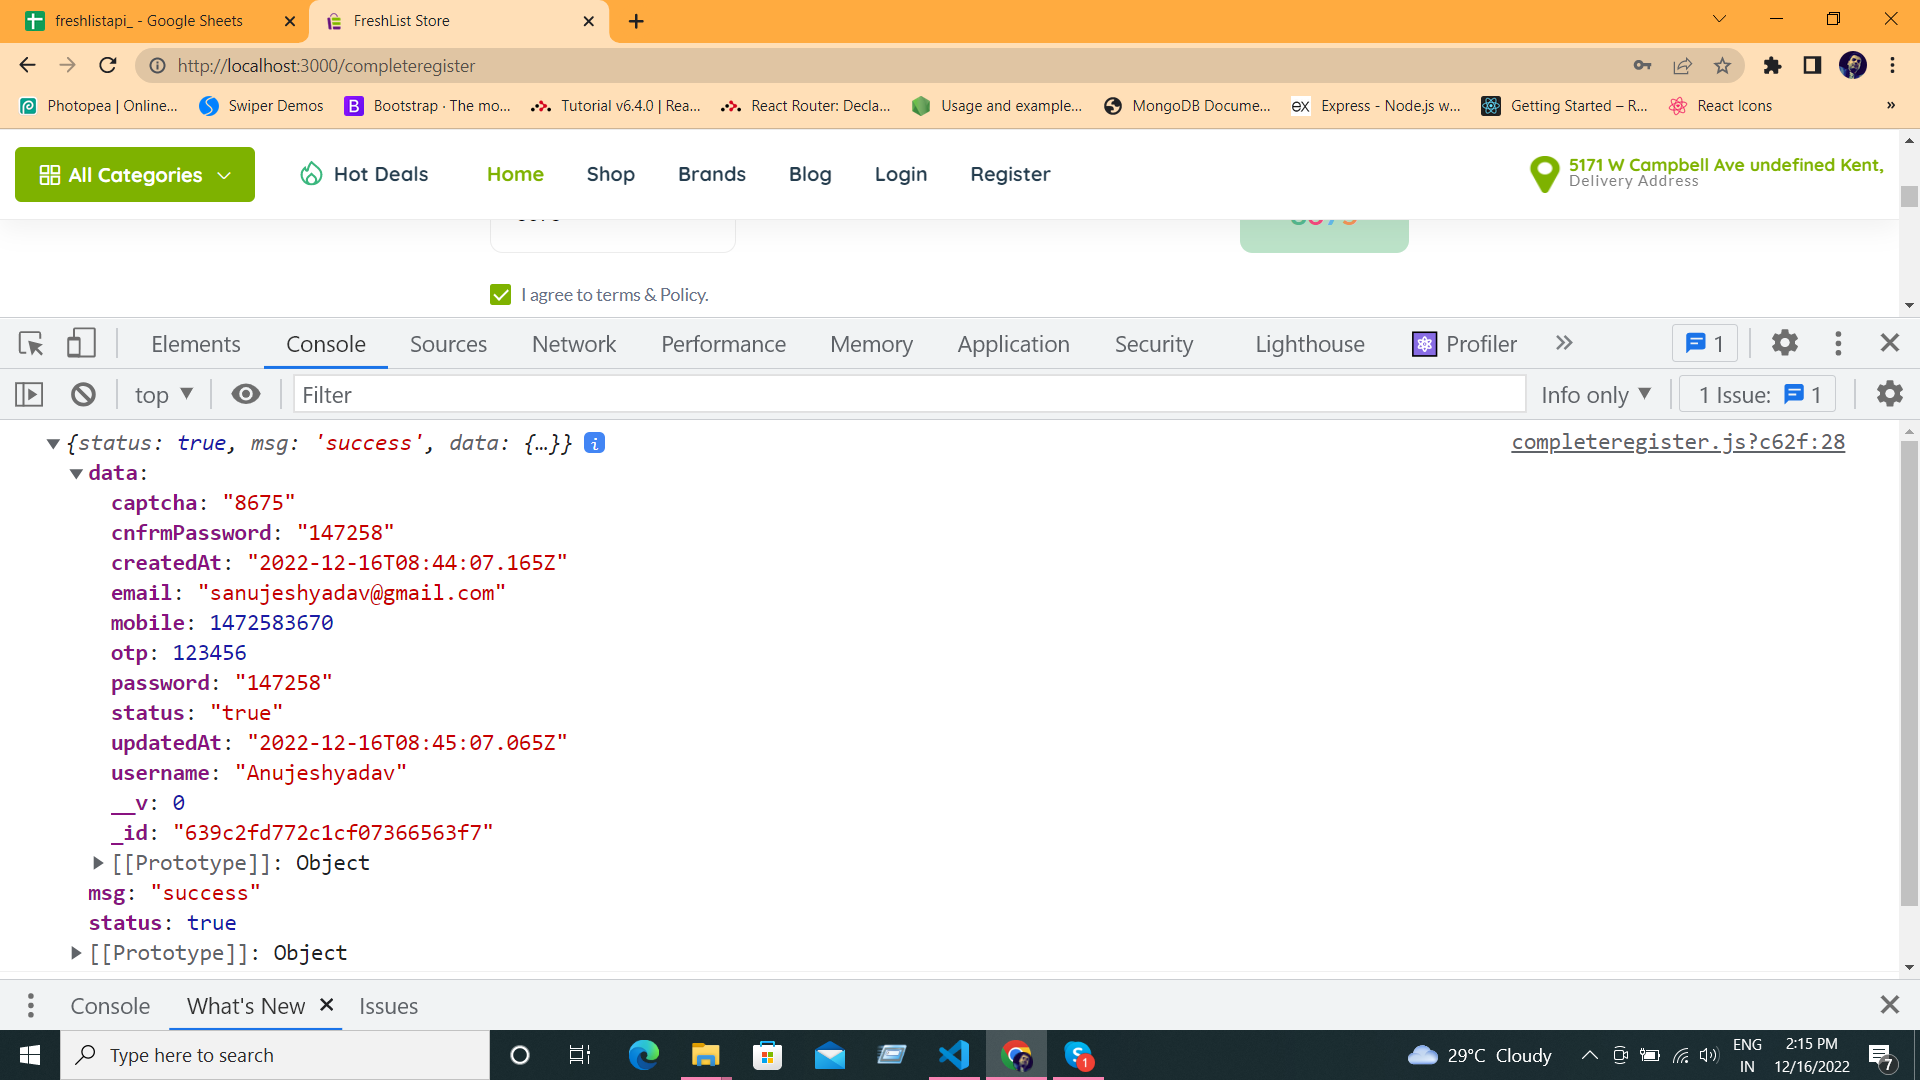 freshlistapi_ - Google Sheets
FreshList Store
http://localhost:3000/completeregister
Photopea | Online...
Swiper Demos
Bootstrap · The mo...
Tutorial v6.4.0 | Rea...
React Router: Decla...
Usage and example...
MongoDB Docume...
Express - Node.js w...
Getting Started – R...
React Icons
»
All Categories
Hot Deals
Home
Shop
Brands
Blog
Login
Register
5171 W Campbell Ave undefined Kent,
Delivery Address
I agree to terms & Policy.
Elements
Console
Sources
Network
Performance
Memory
Application
Security
Lighthouse
Profiler
1
top
Filter
Info only
1 Issue: 1
{status: true, msg: 'success', data: {…}}
completeregister.js?c62f:28
data:
captcha: "8675"
cnfrmPassword: "147258"
createdAt: "2022-12-16T08:44:07.165Z"
email: "sanujeshyadav@gmail.com"
mobile: 1472583670
otp: 123456
password: "147258"
status: "true"
updatedAt: "2022-12-16T08:45:07.065Z"
username: "Anujeshyadav"
__v: 0
_id: "639c2fd772c1cf07366563f7"
[[Prototype]]: Object
msg: "success"
status: true
[[Prototype]]: Object
Console
What's New
Issues
Type here to search
1
29°C Cloudy
ENG
IN
2:15 PM
12/16/2022
7